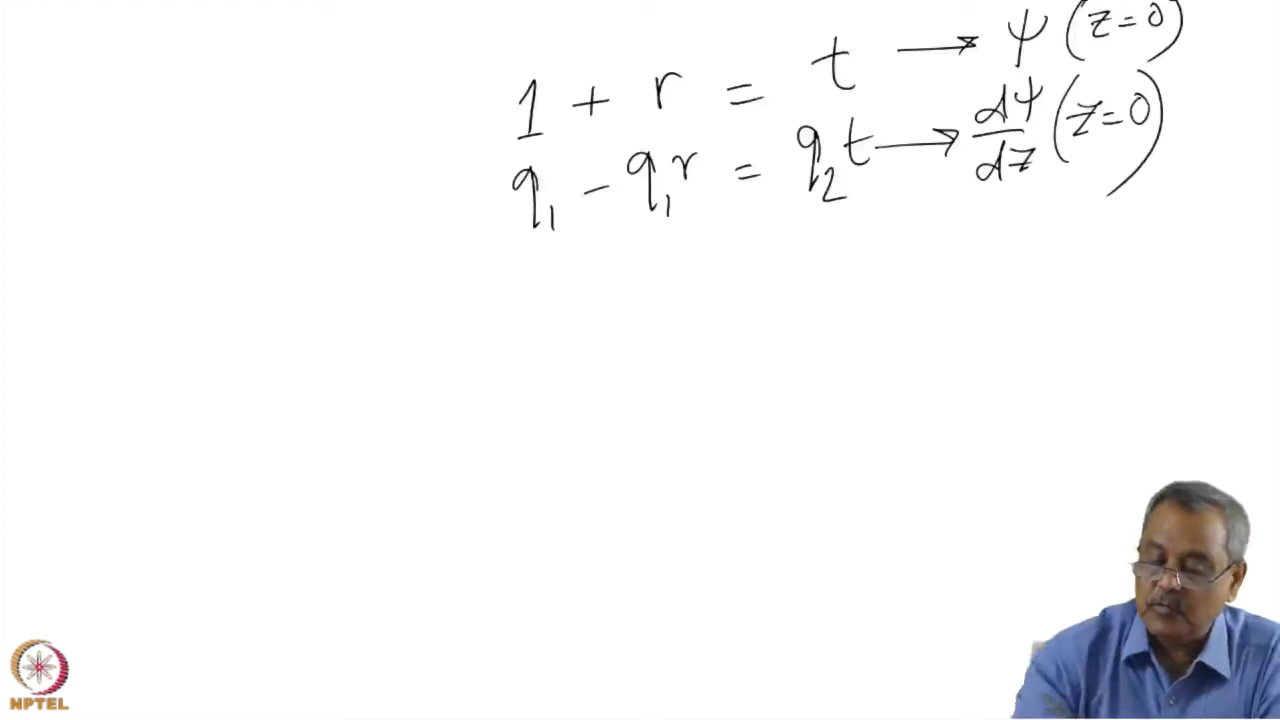 1 + r = t → ψ (z=0)
q₁ - q₁r = q₂t → dψ/dz (z=0)
NPTEL